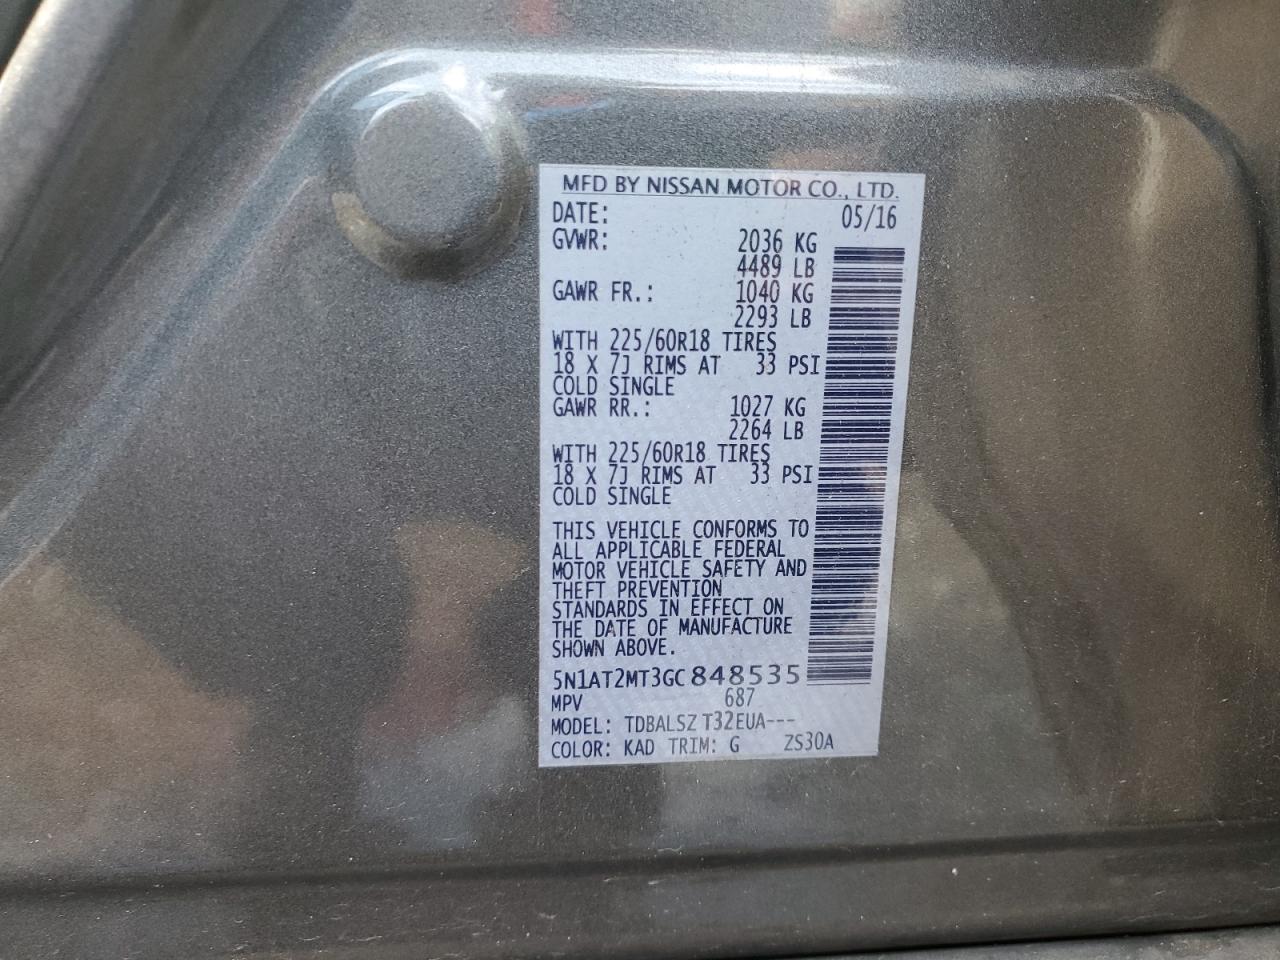 MFD BY NISSAN MOTOR CO., LTD.
DATE: 05/16
GVWR: 2036 KG
4489 LB
GAWR FR.: 1040 KG
2293 LB
WITH 225/60R18 TIRES
18 X 7J RIMS AT 33 PSI
COLD SINGLE
GAWR RR.: 1027 KG
2264 LB
WITH 225/60R18 TIRES
18 X 7J RIMS AT 33 PSI
COLD SINGLE
THIS VEHICLE CONFORMS TO
ALL APPLICABLE FEDERAL
MOTOR VEHICLE SAFETY AND
THEFT PREVENTION
STANDARDS IN EFFECT ON
THE DATE OF MANUFACTURE
SHOWN ABOVE.
5N1AT2MT3GC848535
MPV 687
MODEL: TDBALSZ T32EUA---
COLOR: KAD TRIM: G ZS30A